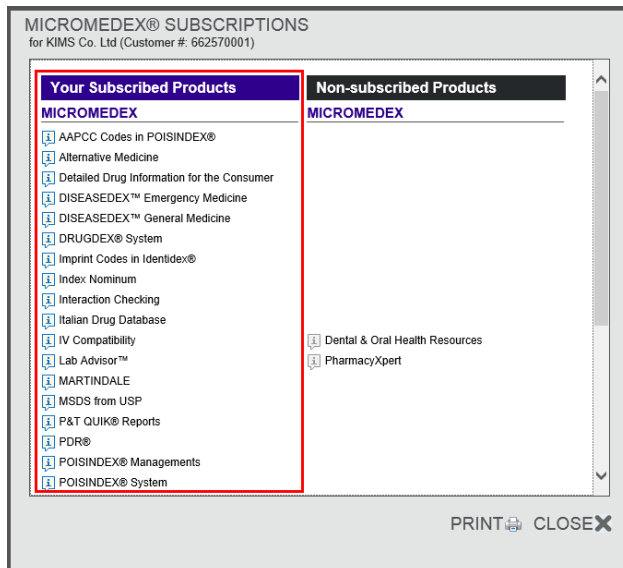 MICROMEDEX® SUBSCRIPTIONS
for KIMS Co. Ltd (Customer #: 662570001)
Your Subscribed Products
MICROMEDEX
AAPCC Codes in POISINDEX®
Alternative Medicine
Detailed Drug Information for the Consumer
DISEASEDEX™ Emergency Medicine
DISEASEDEX™ General Medicine
DRUGDEX® System
Imprint Codes in Identidex®
Index Nominum
Interaction Checking
Italian Drug Database
IV Compatibility
Lab Advisor™
MARTINDALE
MSDS from USP
P&T QUIK® Reports
PDR®
POISINDEX® Managements
POISINDEX® System
Non-subscribed Products
MICROMEDEX
Dental & Oral Health Resources
PharmacyXpert
PRINT CLOSE